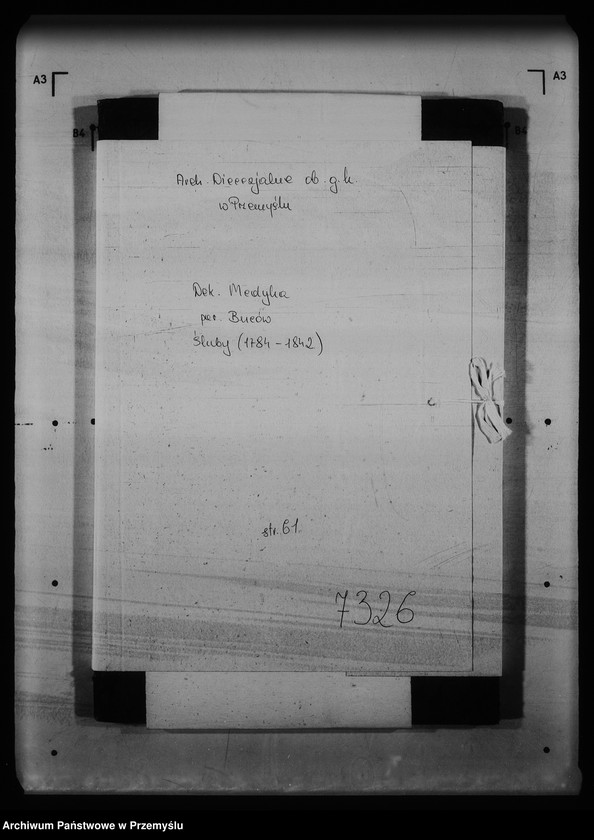 A3
A3
B4
B4
Arch. Diecezjalne ob. g.k
w Przemyślu
Dek. Medyka
par. Buców
Śluby (1784 - 1842)
str. 61
7326
Archiwum Państwowe w Przemyślu